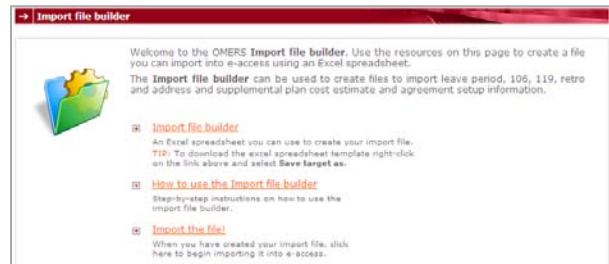 Import file builder
Welcome to the OMERS Import file builder. Use the resources on this page to create a file
you can import into e-access using an Excel spreadsheet.
The Import file builder can be used to create files to import leave period, 106, 119, retro
and address and supplemental plan cost estimate and agreement setup information.
Import file builder
An Excel spreadsheet you can use to create your import file.
TIP: To download the excel spreadsheet template right-click
on the link above and select Save target as.
How to use the Import file builder
Step-by-step instructions on how to use the
import file builder.
Import the file!
When you have created your import file, click
here to begin importing it into e-access.